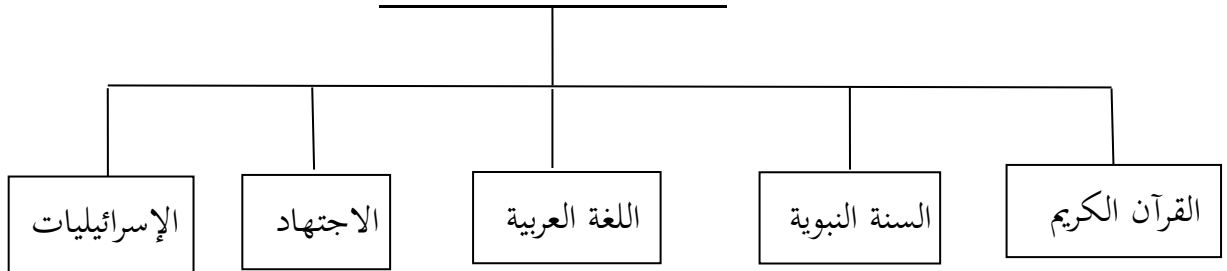 القرآن الكريم
السنة النبوية
اللغة العربية
الاجتهاد
الإسرائيليات